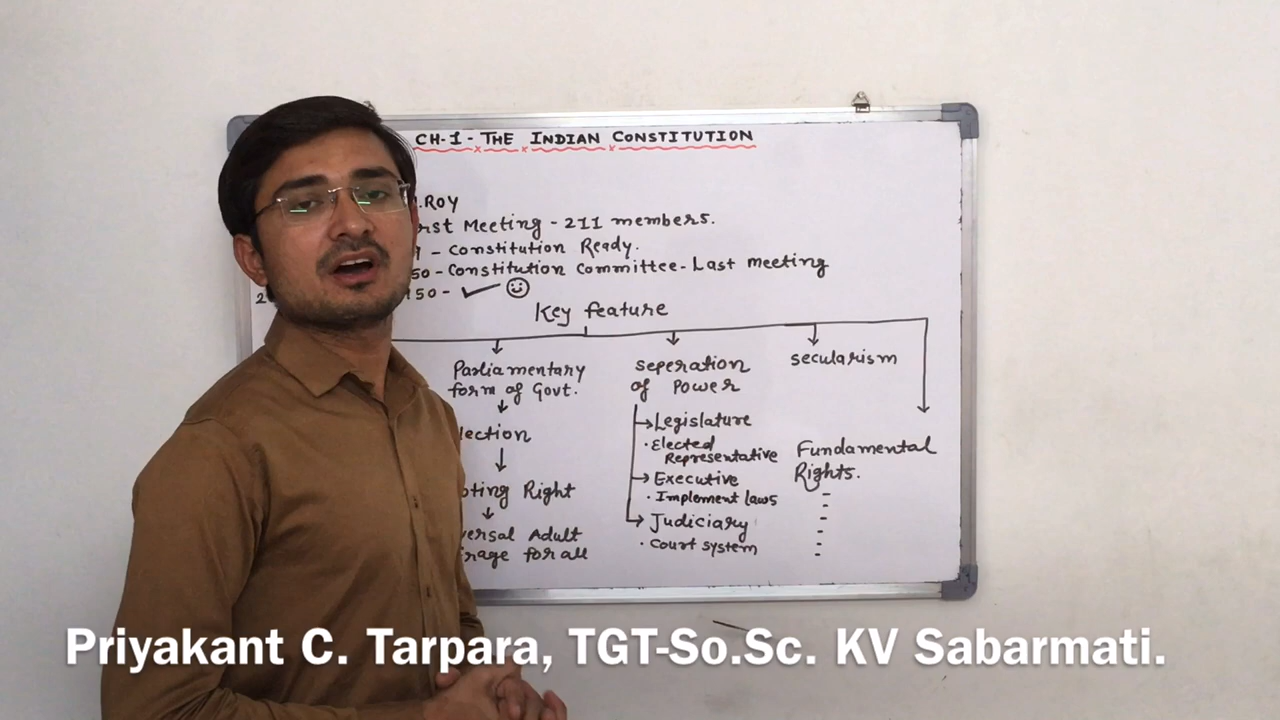 CH-1 - THE INDIAN CONSTITUTION
.ROY
rst Meeting - 211 members.
9 - Constitution Ready.
50 - Constitution Committee - Last meeting
2 150 - ✓ ☺
Key feature
Parliamentary
form of Govt.
lection
oting Right
versal Adult
rage for all
seperation
of Power
Legislature
· Elected
Representative
Executive
· Implement laws
Judiciary
· Court system
secularism
Fundamental
Rights.
Priyakant C. Tarpara, TGT-So.Sc. KV Sabarmati.